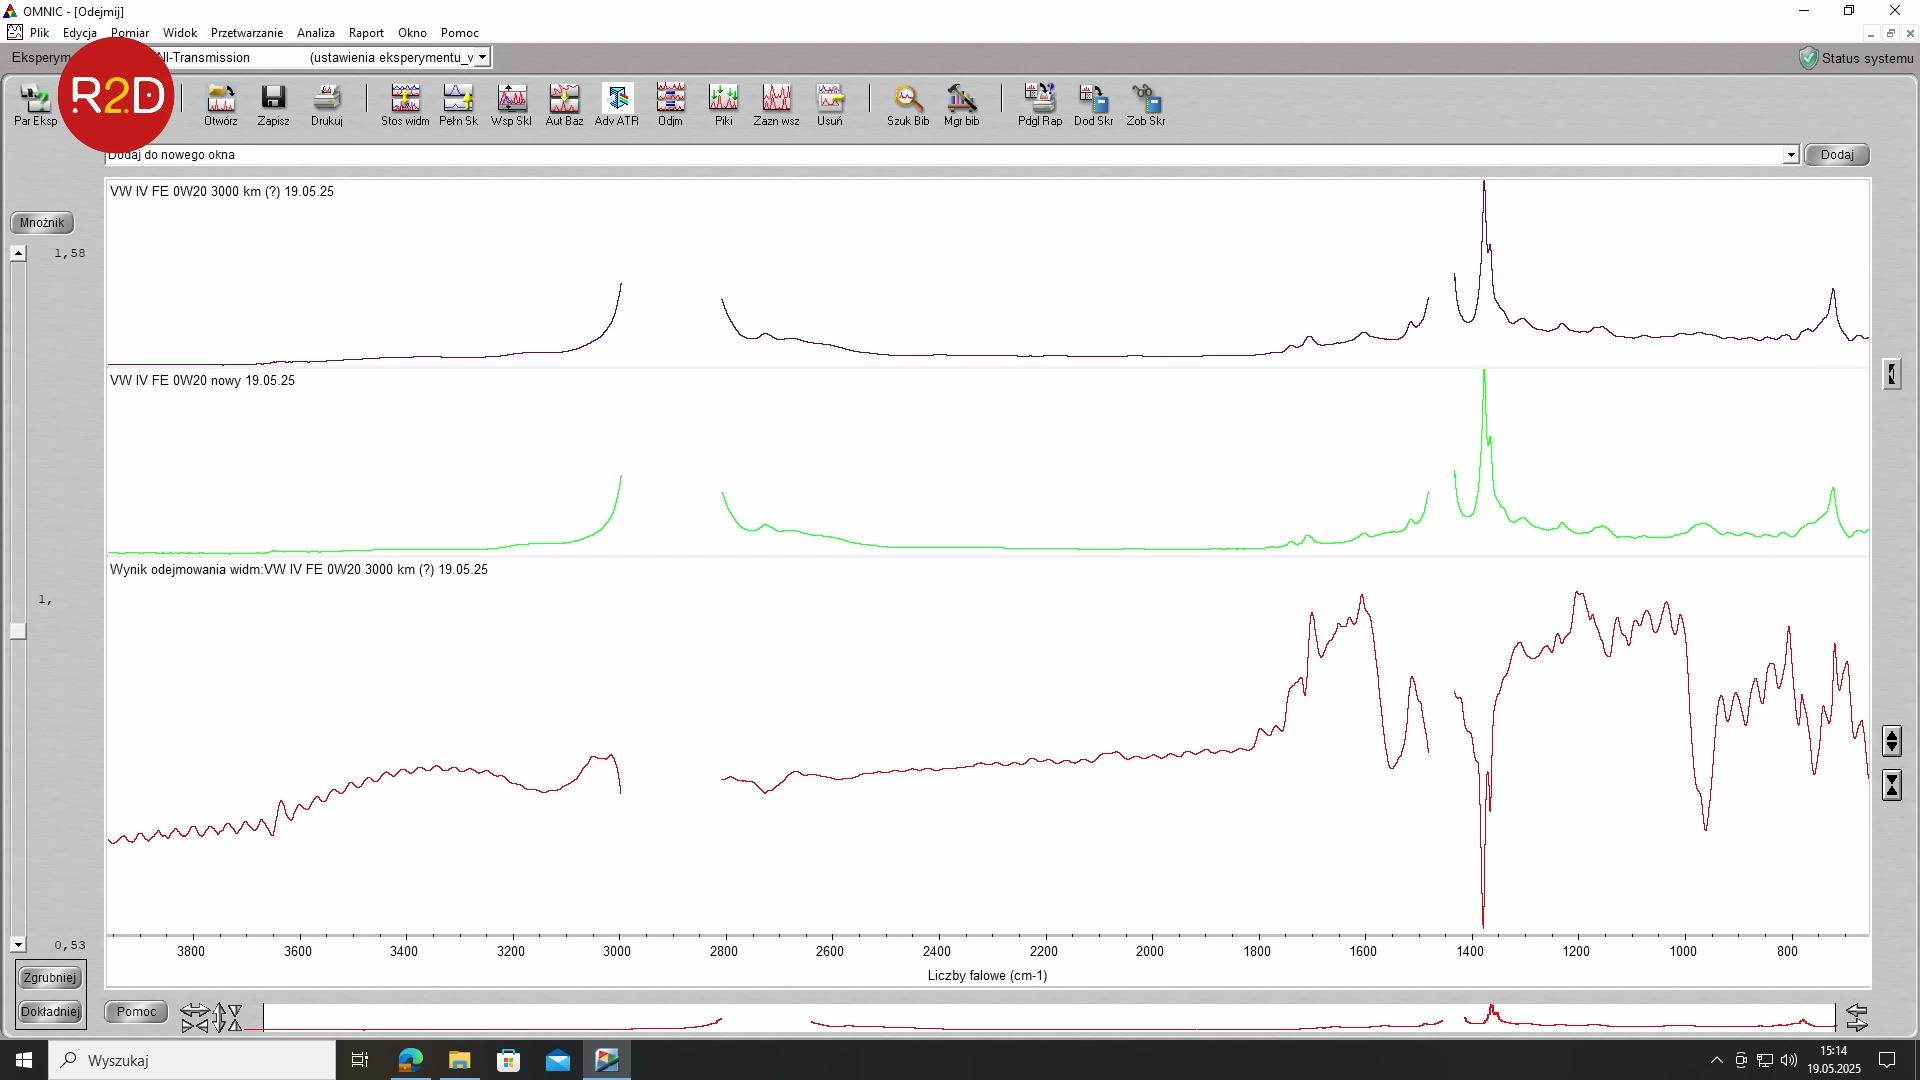 OMNIC - [Odejmij]
Plik Edycja Pomiar Widok Przetwarzanie Analiza Raport Okno Pomoc
Eksperym NI-Transmission (ustawienia eksperymentu_v Status systemu
R2D
Par Eksp Otwórz Zapisz Drukuj Stos widm Pełn Sk Wsp Skl Aut Baz Adv ATR Odjm Piki Zazn wsz Usuń Szuk Bib Mgr bib Pdgl Rap Dod Skr Zob Skr
Dodaj do nowego okna Dodaj
VW IV FE 0W20 3000 km (?) 19.05.25
Mnożnik
1,58
VW IV FE 0W20 nowy 19.05.25
Wynik odejmowania widm:VW IV FE 0W20 3000 km (?) 19.05.25
1,
0,53
3800 3600 3400 3200 3000 2800 2600 2400 2200 2000 1800 1600 1400 1200 1000 800
Liczby falowe (cm-1)
Zgrubniej
Dokładniej Pomoc
Wyszukaj
15:14
19.05.2025